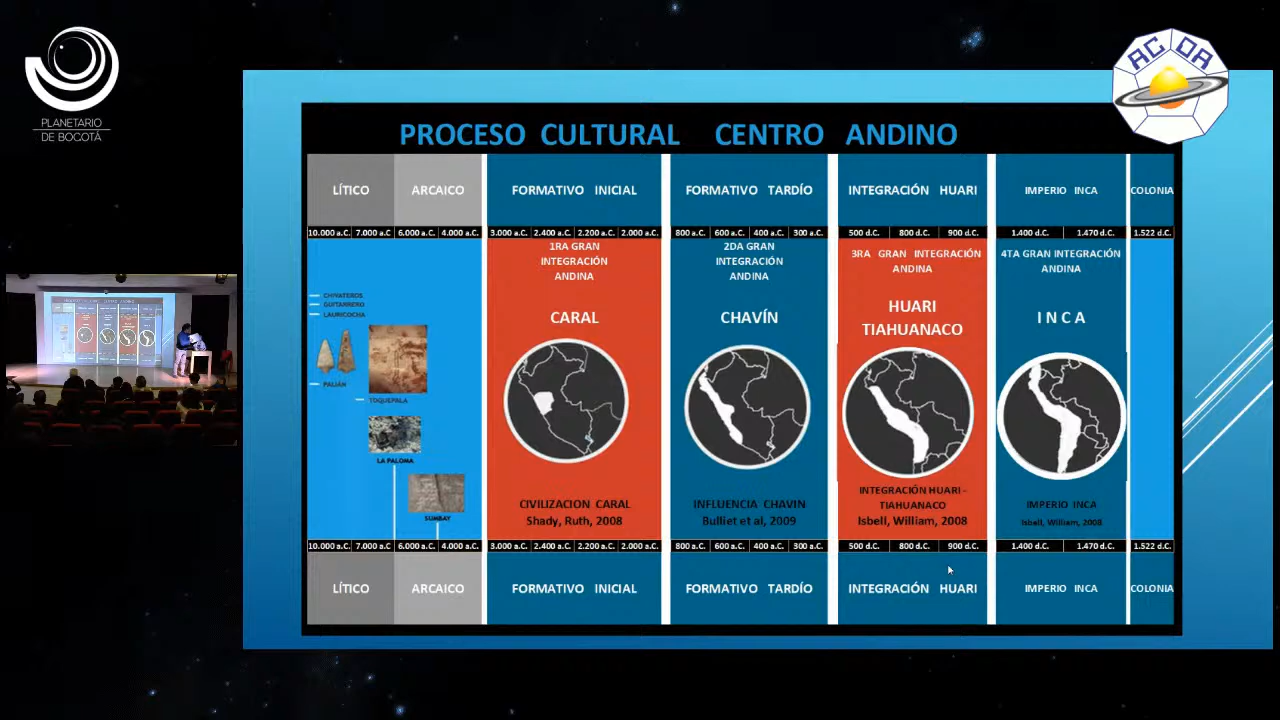 PLANETARIO
DE BOGOTÁ
ACDA
PROCESO CULTURAL CENTRO ANDINO
LÍTICO
ARCAICO
FORMATIVO INICIAL
FORMATIVO TARDÍO
INTEGRACIÓN HUARI
IMPERIO INCA
COLONIA
10.000 a.C. 7.000 a.C 6.000 a.C. 4.000 a.C.
3.000 a.C. 2.400 a.C. 2.200 a.C. 2.000 a.C.
800 a.C. 600 a.C. 400 a.C. 300 a.C.
500 d.C. 800 d.C. 900 d.C.
1.400 d.C. 1.470 d.C.
1.522 d.C.
CHIVATEROS
GUITARRERO
LAURICOCHA
PAIJÁN
TOQUEPALA
LA PALOMA
SUMBAY
1RA GRAN
INTEGRACIÓN
ANDINA
CARAL
CIVILIZACION CARAL
Shady, Ruth, 2008
2DA GRAN
INTEGRACIÓN
ANDINA
CHAVÍN
INFLUENCIA CHAVIN
Bulliet et al, 2009
3RA GRAN INTEGRACIÓN
ANDINA
HUARI
TIAHUANACO
INTEGRACIÓN HUARI -
TIAHUANACO
Isbell, William, 2008
4TA GRAN INTEGRACIÓN
ANDINA
I N C A
IMPERIO INCA
Isbell, William, 2008
10.000 a.C. 7.000 a.C 6.000 a.C. 4.000 a.C.
3.000 a.C. 2.400 a.C. 2.200 a.C. 2.000 a.C.
800 a.C. 600 a.C. 400 a.C. 300 a.C.
500 d.C. 800 d.C. 900 d.C.
1.400 d.C. 1.470 d.C.
1.522 d.C.
LÍTICO
ARCAICO
FORMATIVO INICIAL
FORMATIVO TARDÍO
INTEGRACIÓN HUARI
IMPERIO INCA
COLONIA